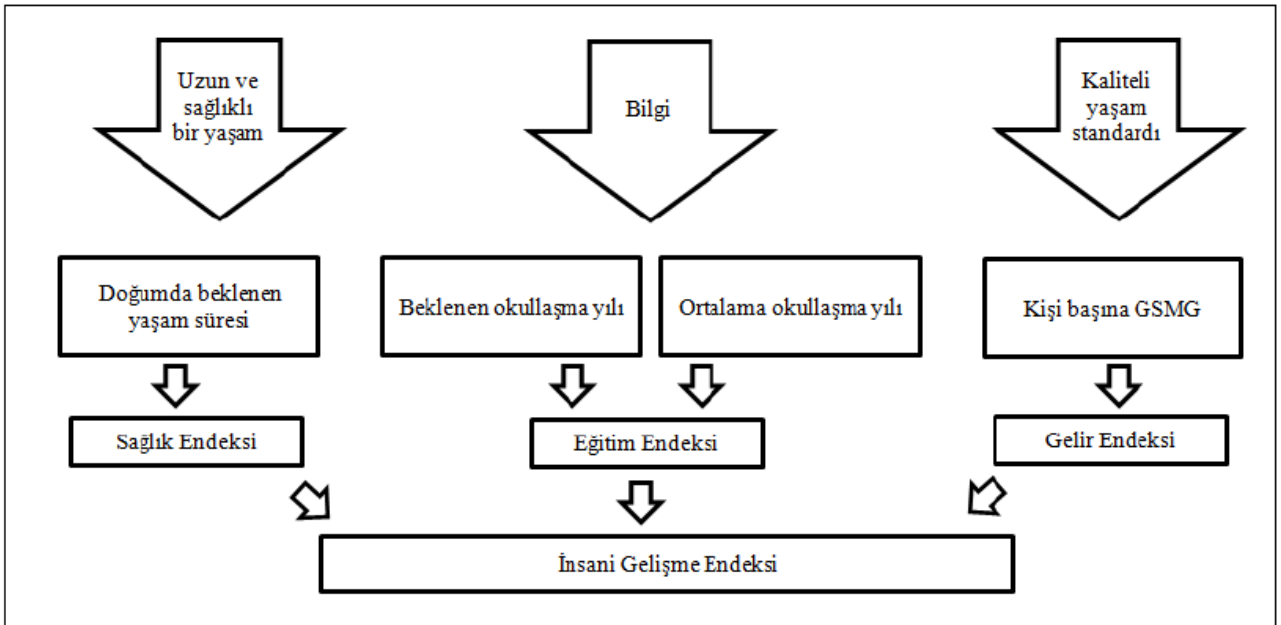 Uzun ve
sağlıklı
bir yaşam
Bilgi
Kaliteli
yaşam
standardı
Doğumda beklenen
yaşam süresi
Beklenen okullaşma yılı
Ortalama okullaşma yılı
Kişi başına GSMG
Sağlık Endeksi
Eğitim Endeksi
Gelir Endeksi
İnsani Gelişme Endeksi